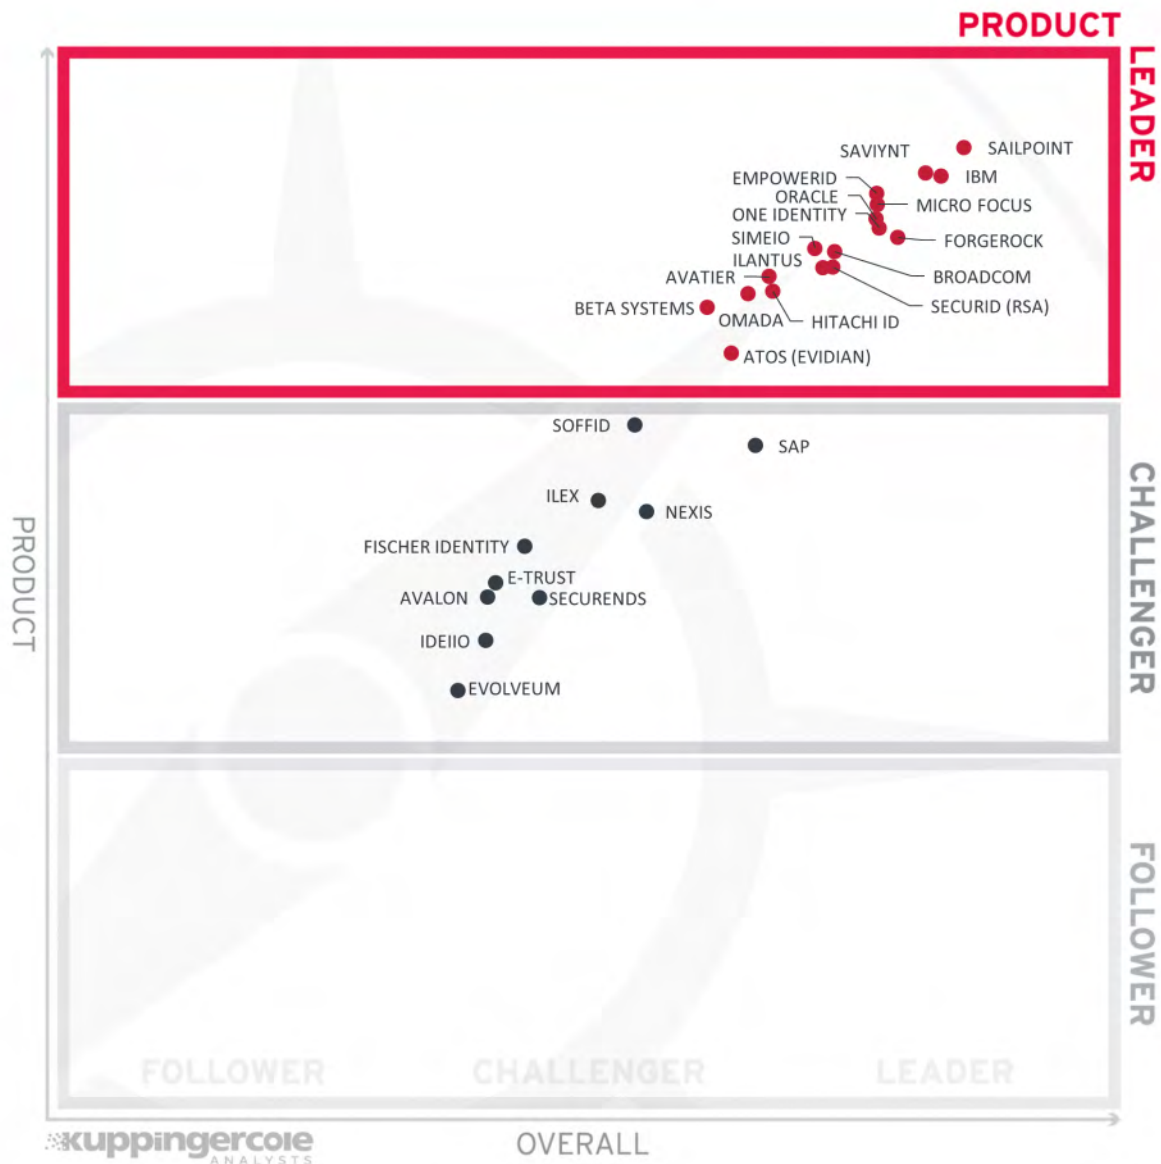 PRODUCT
LEADER
SAVIYNT
SAILPOINT
IBM
EMPOWERID
ORACLE
MICRO FOCUS
ONE IDENTITY
SIMEIO
FORGEROCK
ILANTUS
AVATIER
BROADCOM
BETA SYSTEMS
SECURID (RSA)
OMADA
HITACHI ID
ATOS (EVIDIAN)
SOFFID
SAP
ILEX
NEXIS
CHALLENGER
PRODUCT
FISCHER IDENTITY
E-TRUST
AVALON
SECURENDS
IDEIIO
EVOLVEUM
FOLLOWER
FOLLOWER CHALLENGER LEADER
kuppingercole
ANALYSTS
OVERALL